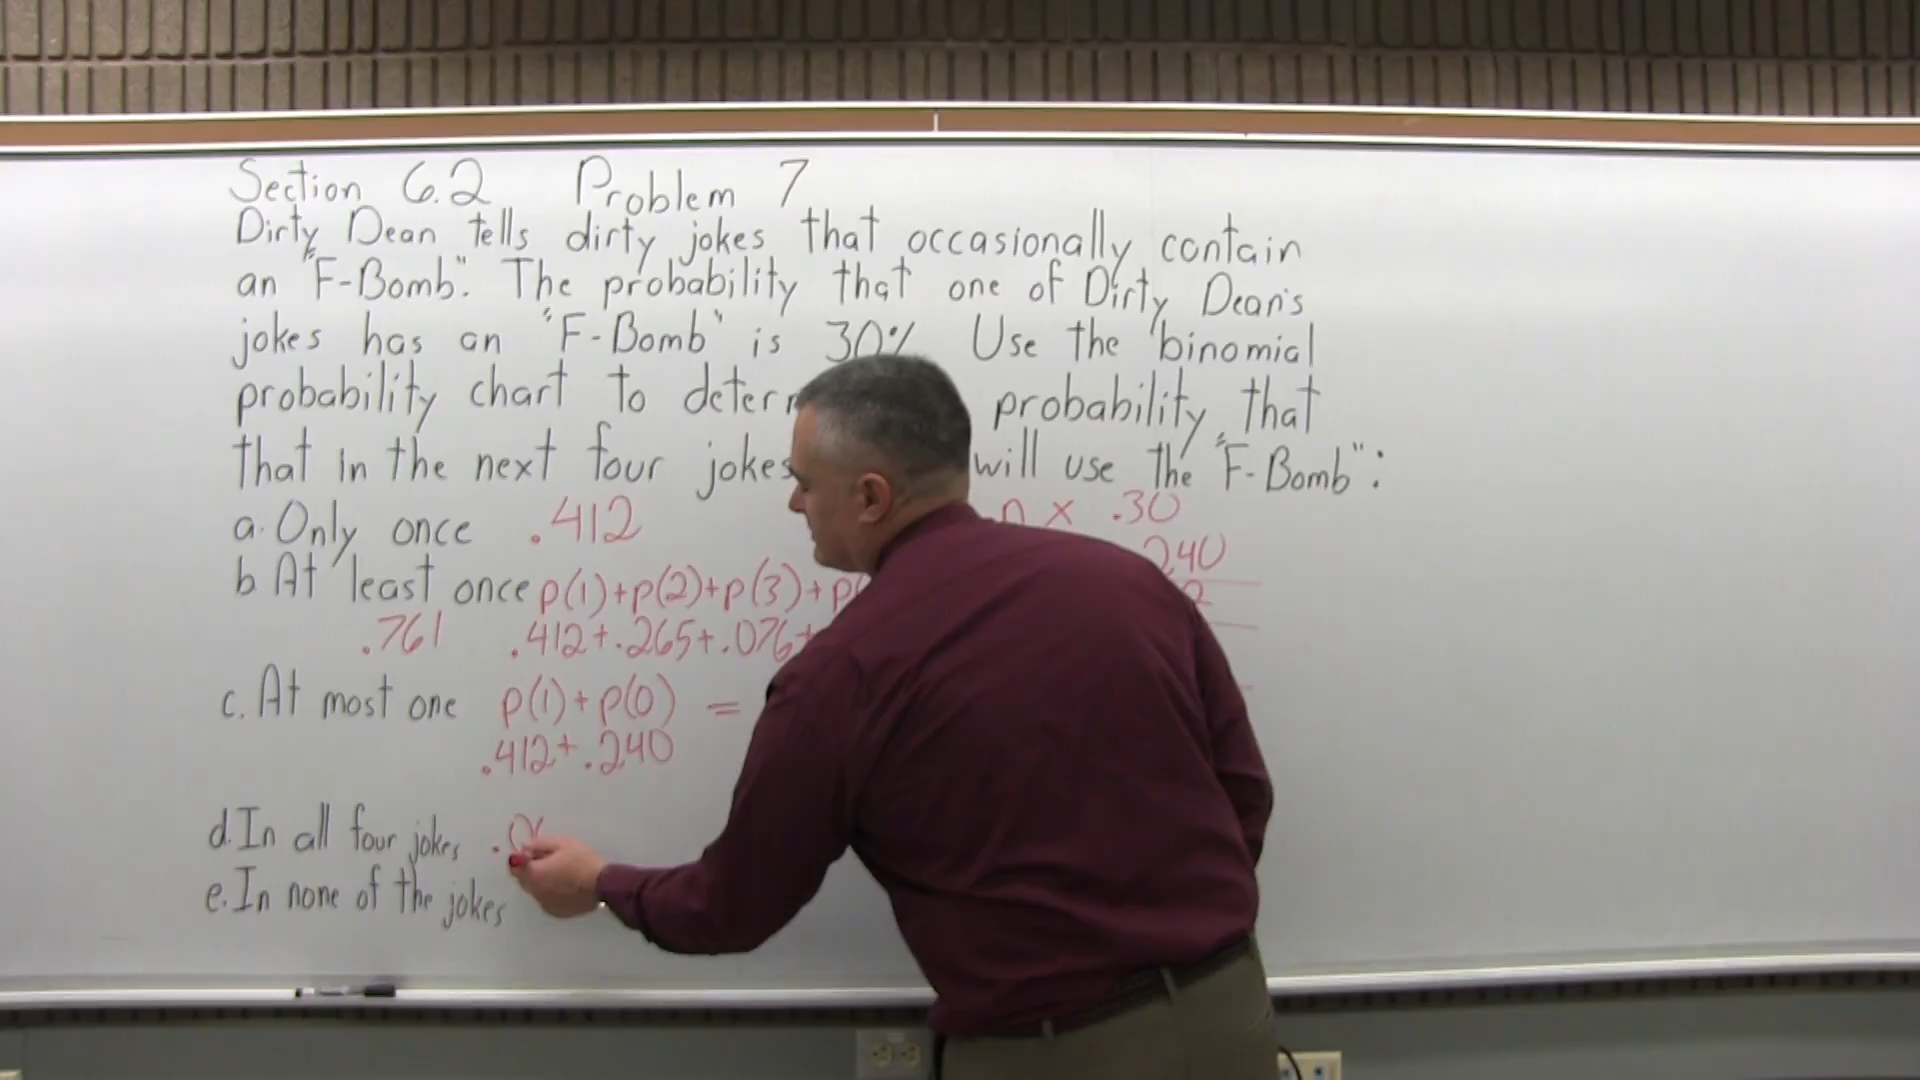 Section 6.2 Problem 7
Dirty Dean tells dirty jokes that occasionally contain
an "F-Bomb". The probability that one of Dirty Dean's
jokes has an "F-Bomb" is 30% Use the binomial
probability chart to probability that
that in the next four jokes will use the "F-Bomb":
a. Only once .412 n x .30
b At least once p(1)+p(2)+p(3)+ 240
.761 .412+.265+.076+
c. At most one p(1)+p(0) =
.412+.240
d. In all four jokes
e. In none of the jokes